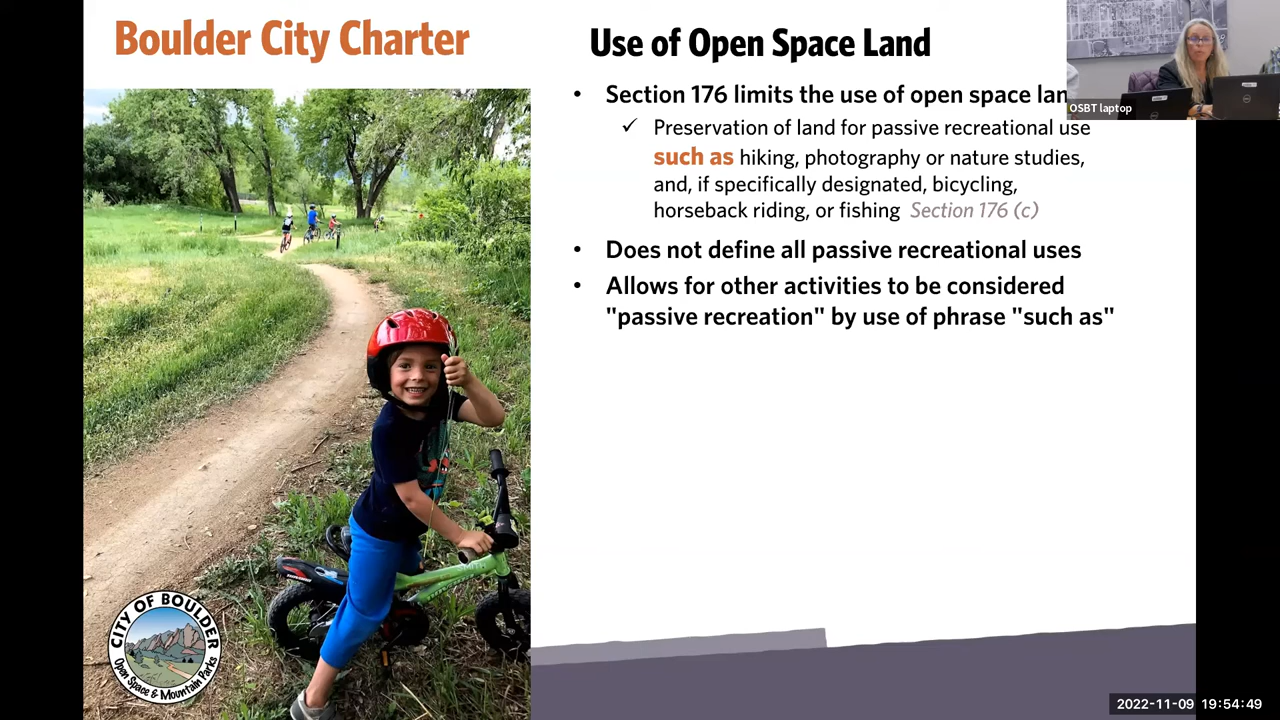 Boulder City Charter
Use of Open Space Land
• Section 176 limits the use of open space
✓ Preservation of land for passive recreational use
such as hiking, photography or nature studies,
and, if specifically designated, bicycling,
horseback riding, or fishing Section 176 (c)
• Does not define all passive recreational uses
• Allows for other activities to be considered
"passive recreation" by use of phrase "such as"
OSBT laptop
CITY OF BOULDER
Open Space & Mountain Parks
2022-11-09 19:54:49